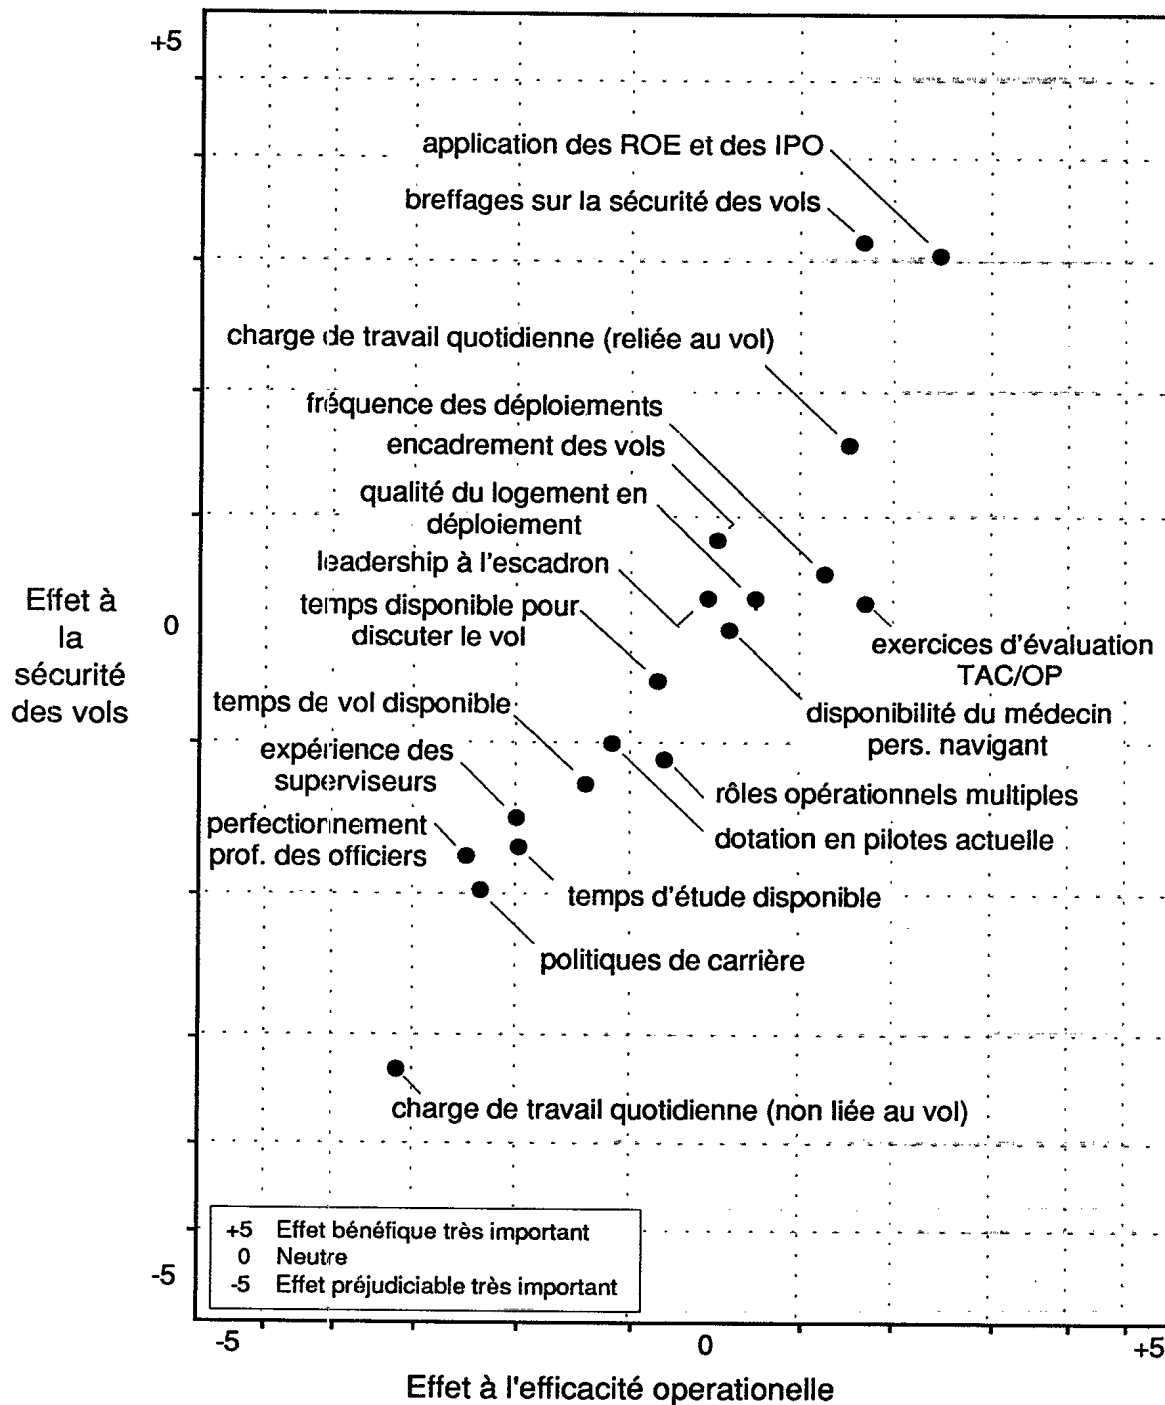 +5
application des ROE et des IPO
breffages sur la sécurité des vols
charge de travail quotidienne (reliée au vol)
fréquence des déploiements
encadrement des vols
qualité du logement en
déploiement
leadership à l'escadron
temps disponible pour
discuter le vol
Effet à
la
sécurité
des vols
0
exercices d'évaluation
TAC/OP
temps de vol disponible
disponibilité du médecin
pers. navigant
expérience des
superviseurs
rôles opérationnels multiples
perfectionnement
prof. des officiers
dotation en pilotes actuelle
temps d'étude disponible
politiques de carrière
charge de travail quotidienne (non liée au vol)
+5 Effet bénéfique très important
0 Neutre
-5 Effet préjudiciable très important
-5
-5 0 +5
Effet à l'efficacité operationelle